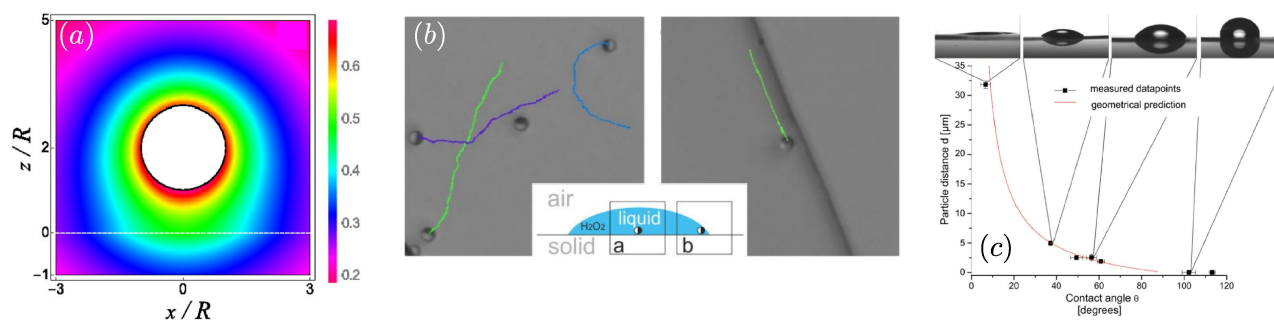 (a)
5
2
0
-1
z/R
-3
0
3
x/R
0.6
0.5
0.4
0.3
0.2
(b)
air
liquid
H2O2
solid
a
b
(c)
measured datapoints
geometrical prediction
Particle distance d [μm]
35
30
25
20
15
10
5
0
0 20 40 60 80 100 120
Contact angle θ
[degrees]